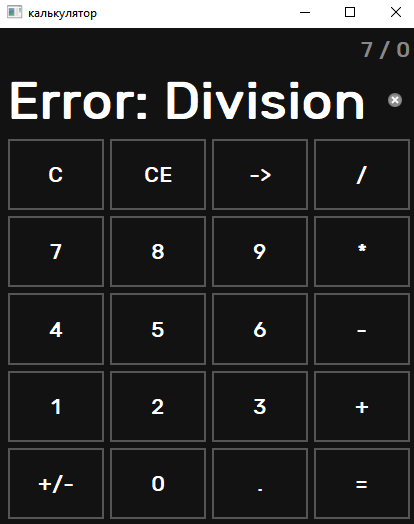 калькулятор
7 / 0
Error: Division
C CE -> /
7 8 9 *
4 5 6 -
1 2 3 +
+/- 0 . =